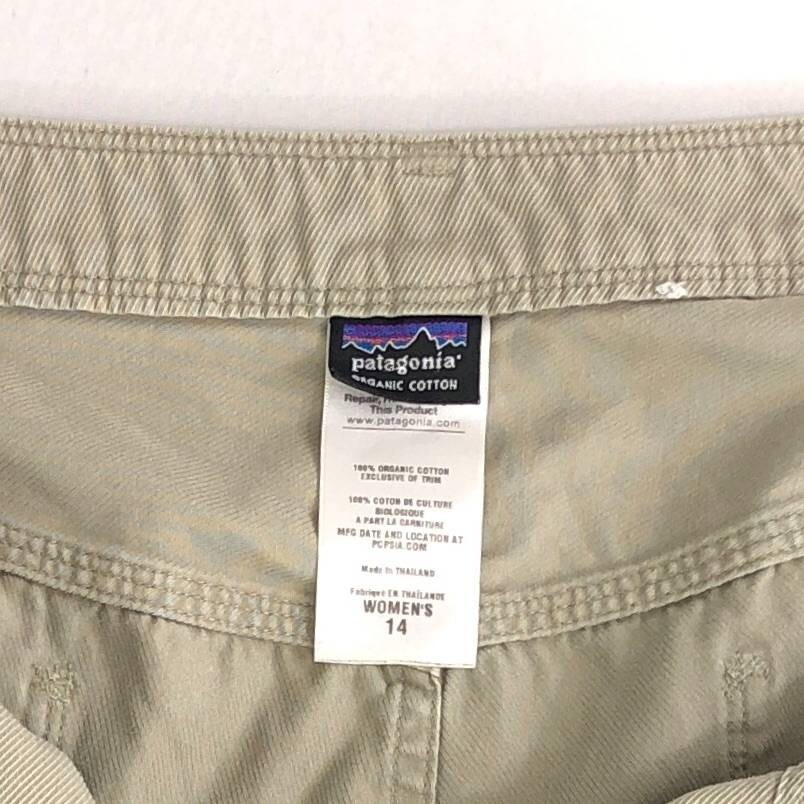 patagonia®
ORGANIC COTTON
Repair,
This Product
www.patagonia.com
100% ORGANIC COTTON
EXCLUSIVE OF TRIM
100% COTON DE CULTURE
BIOLOGIQUE
A PART LA GARNITURE
MFG DATE AND LOCATION AT
PCPSIA.COM
Made in THAILAND
Fabriqué EN THAÏLANDE
WOMEN'S
14